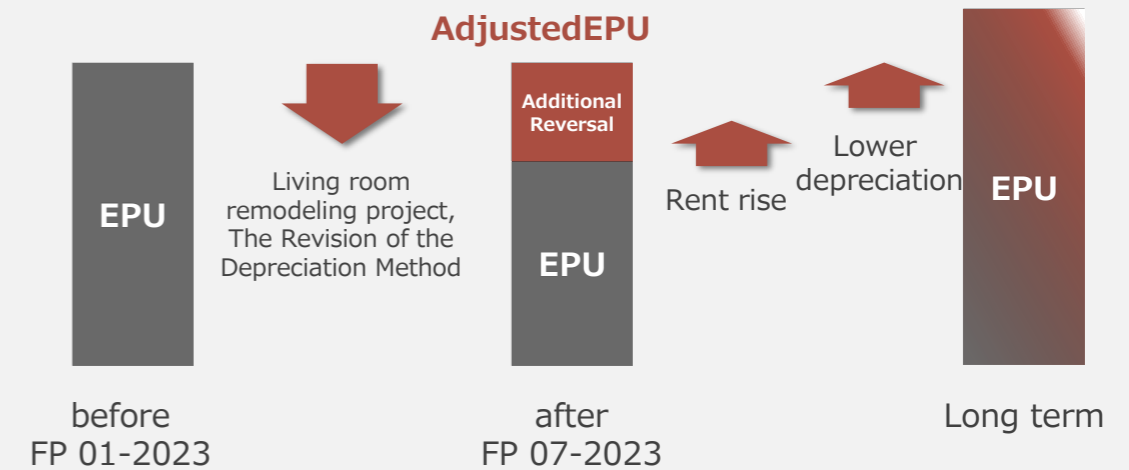 AdjustedEPU
EPU
before
FP 01-2023
Living room
remodeling project,
The Revision of the
Depreciation Method
Additional
Reversal
EPU
after
FP 07-2023
Rent rise
Lower
depreciation
EPU
Long term